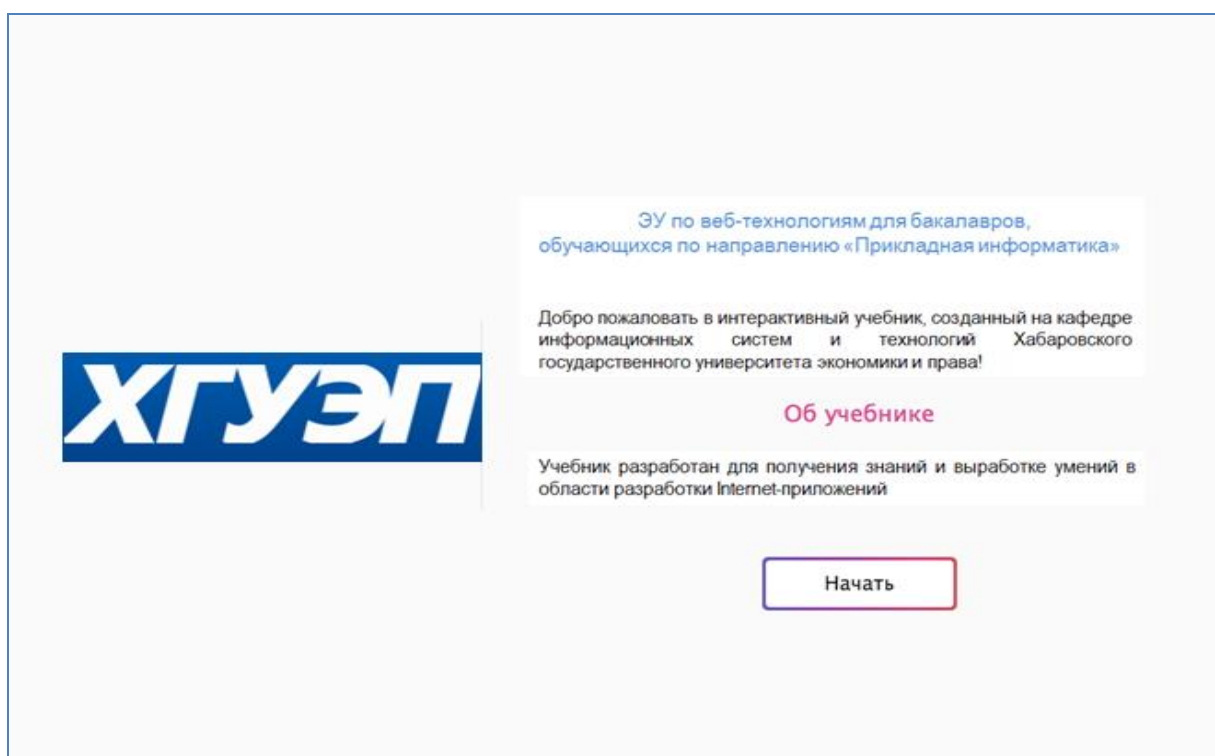 ХГУЭП
ЭУ по веб-технологиям для бакалавров,
обучающихся по направлению «Прикладная информатика»
Добро пожаловать в интерактивный учебник, созданный на кафедре
информационных систем и технологий Хабаровского
государственного университета экономики и права!
Об учебнике
Учебник разработан для получения знаний и выработке умений в
области разработки Internet-приложений
Начать